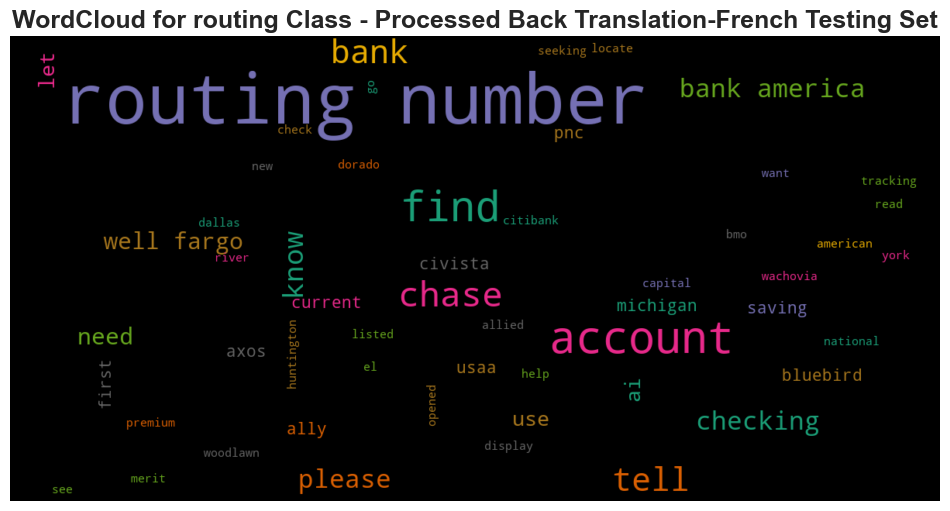 WordCloud for routing Class - Processed Back Translation-French Testing Set
bank
seeking
locate
let
go
routing number
bank america
check
pnc
new
dorado
want
tracking
read
find
citibank
dallas
well fargo
know
river
bmo
american
york
civista
wachovia
capital
current
chase
michigan
saving
need
huntington
listed
allied
account
national
axos
el
usaa
help
bluebird
first
opened
ai
premium
ally
use
checking
woodlawn
display
see
merit
please
tell